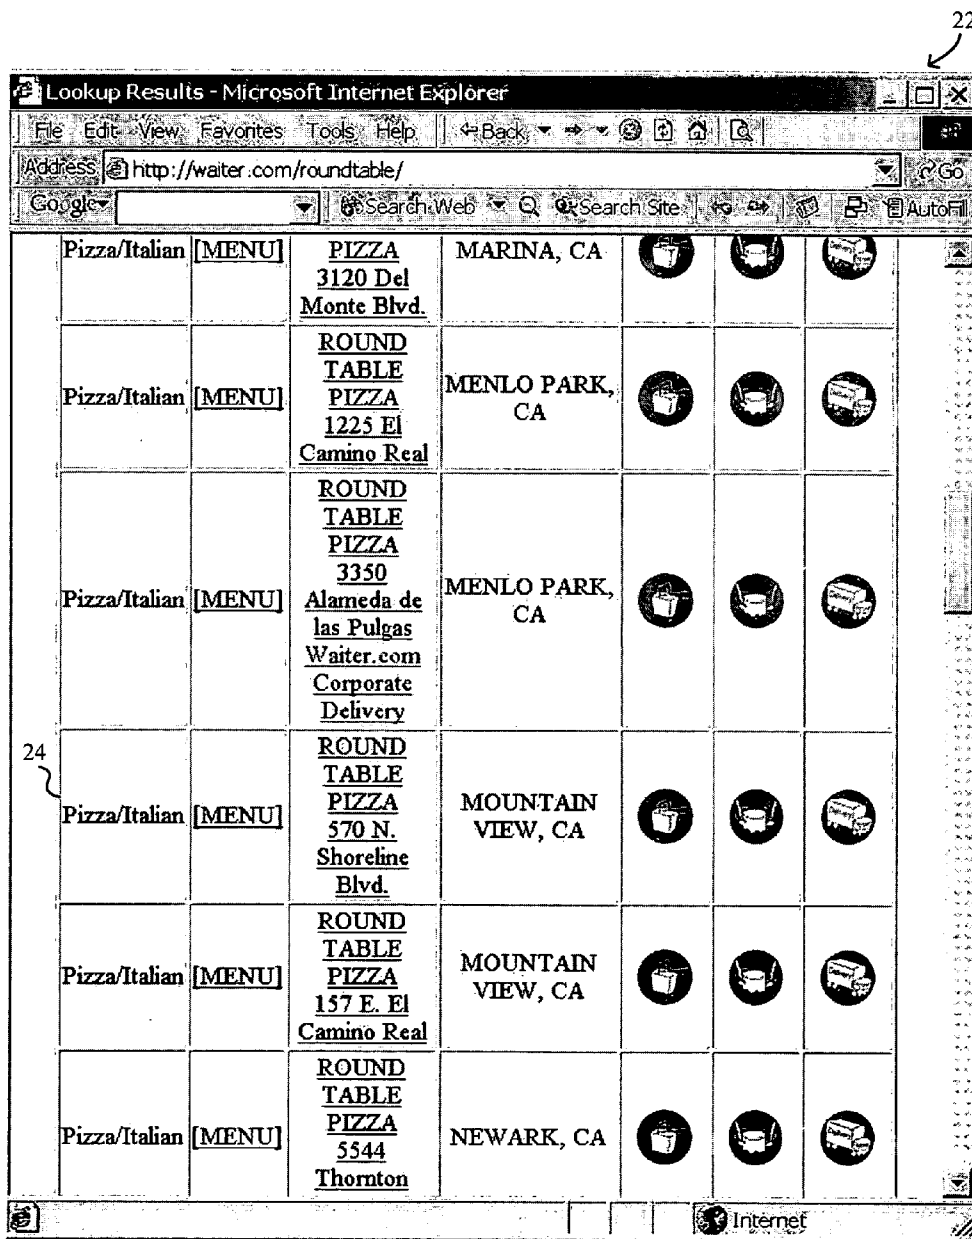 22
Lookup Results - Microsoft Internet Explorer
File Edit View Favorites Tools Help Back
Address http://waiter.com/roundtable/ Go
Google Search Web Search Site AutoFill
Pizza/Italian [MENU] PIZZA MARINA, CA
3120 Del
Monte Blvd.
ROUND
TABLE
Pizza/Italian [MENU] PIZZA MENLO PARK,
CA
1225 El
Camino Real
ROUND
TABLE
PIZZA
3350
Pizza/Italian [MENU] Alameda de MENLO PARK,
CA
las Pulgas
Waiter.com
Corporate
Delivery
24
ROUND
TABLE
Pizza/Italian [MENU] PIZZA MOUNTAIN
570 N. VIEW, CA
Shoreline
Blvd.
ROUND
TABLE
Pizza/Italian [MENU] PIZZA MOUNTAIN
VIEW, CA
157 E. El
Camino Real
ROUND
TABLE
Pizza/Italian [MENU] PIZZA NEWARK, CA
5544
Thornton
Internet